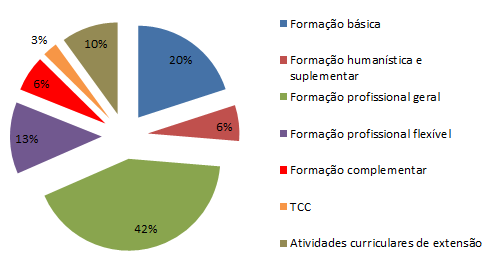 3%
10%
20%
6%
6%
13%
42%
Formação básica
Formação humanística e
suplementar
Formação profissional geral
Formação profissional flexível
Formação complementar
TCC
Atividades curriculares de extensão